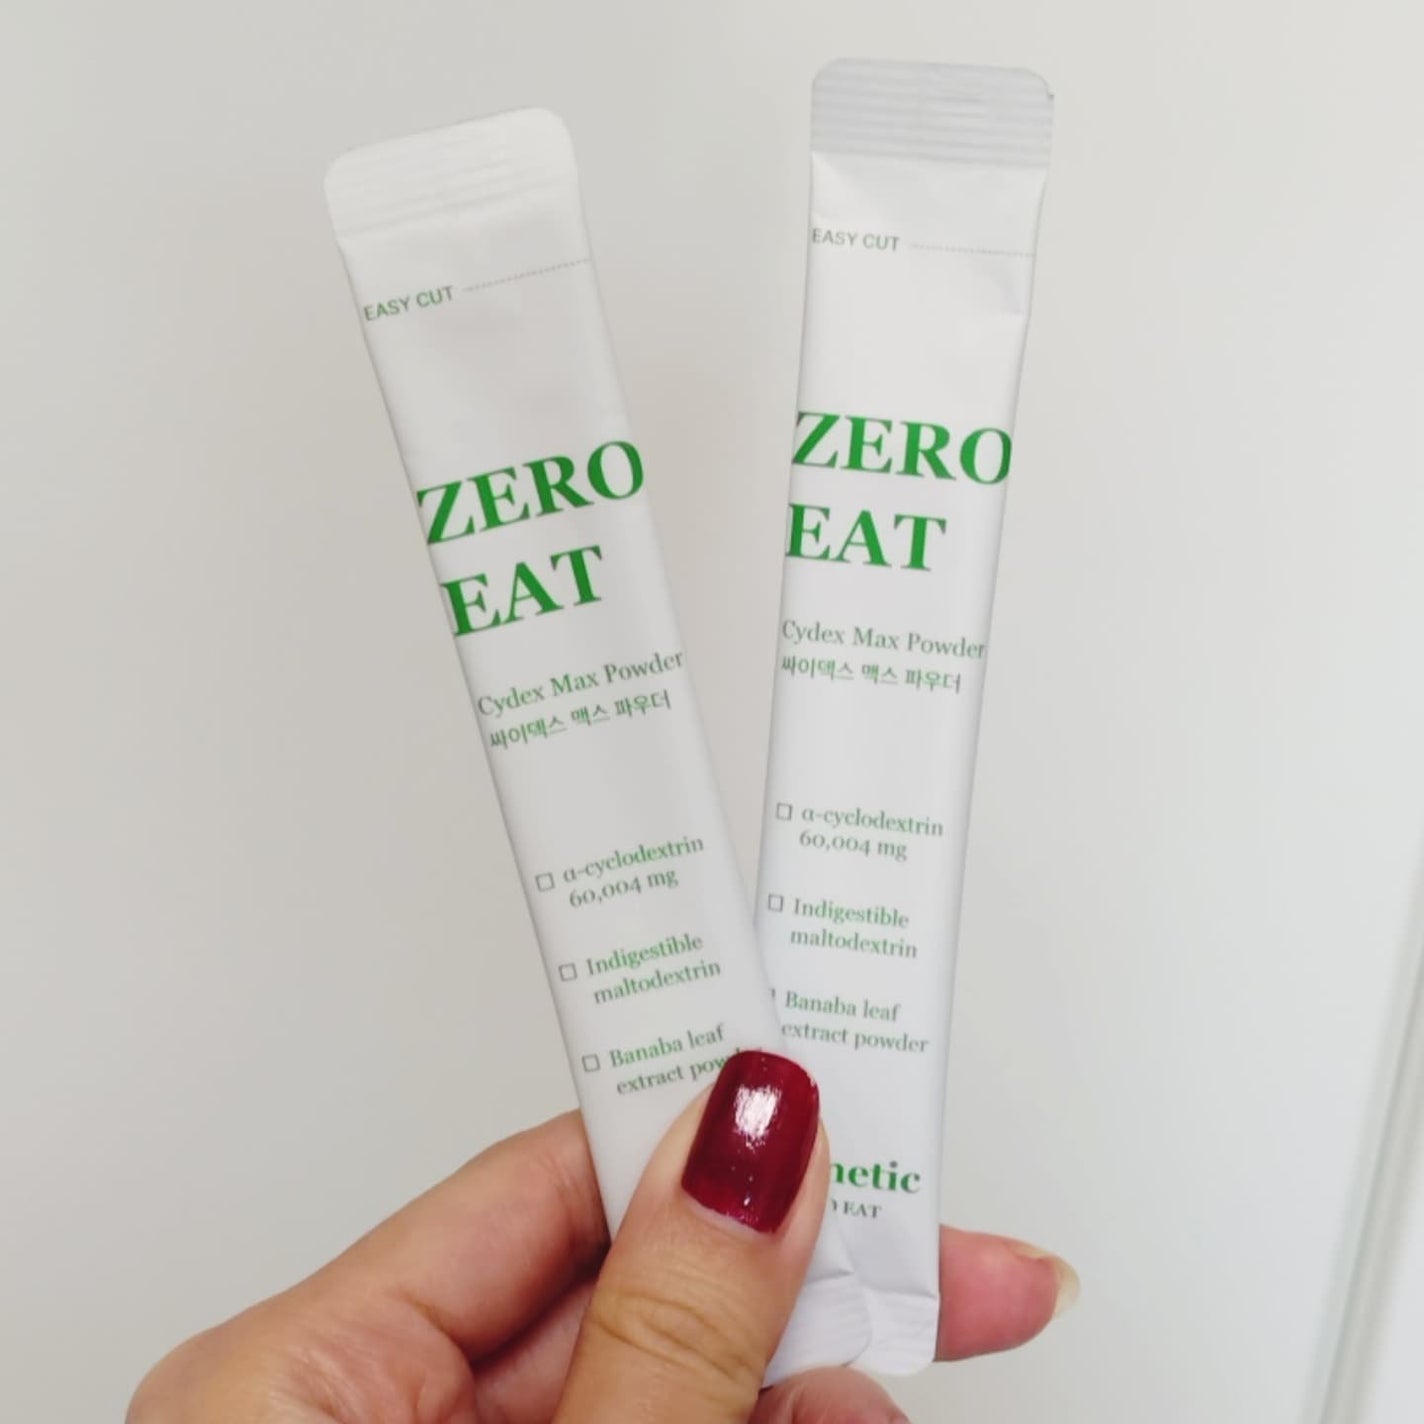 EASY CUT
ZERO
EAT
Cydex Max Powder
싸이덱스 맥스 파우더
α-cyclodextrin
60,004 mg
Indigestible
maltodextrin
Banaba leaf
extract
EASY CUT
ZERO
EAT
Cydex Max Powder
싸이덱스 맥스 파우더
α-cyclodextrin
60,004 mg
Indigestible
maltodextrin
Banaba leaf
extract powder
EAT